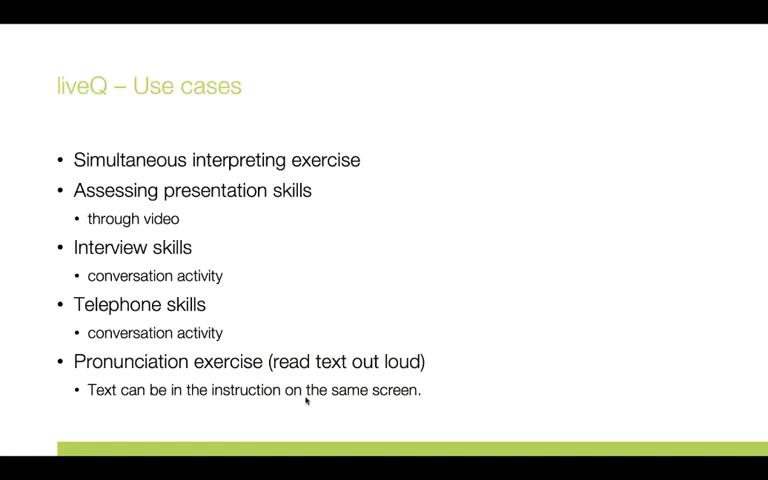 liveQ – Use cases
• Simultaneous interpreting exercise
• Assessing presentation skills
• through video
• Interview skills
• conversation activity
• Telephone skills
• conversation activity
• Pronunciation exercise (read text out loud)
• Text can be in the instruction on the same screen.